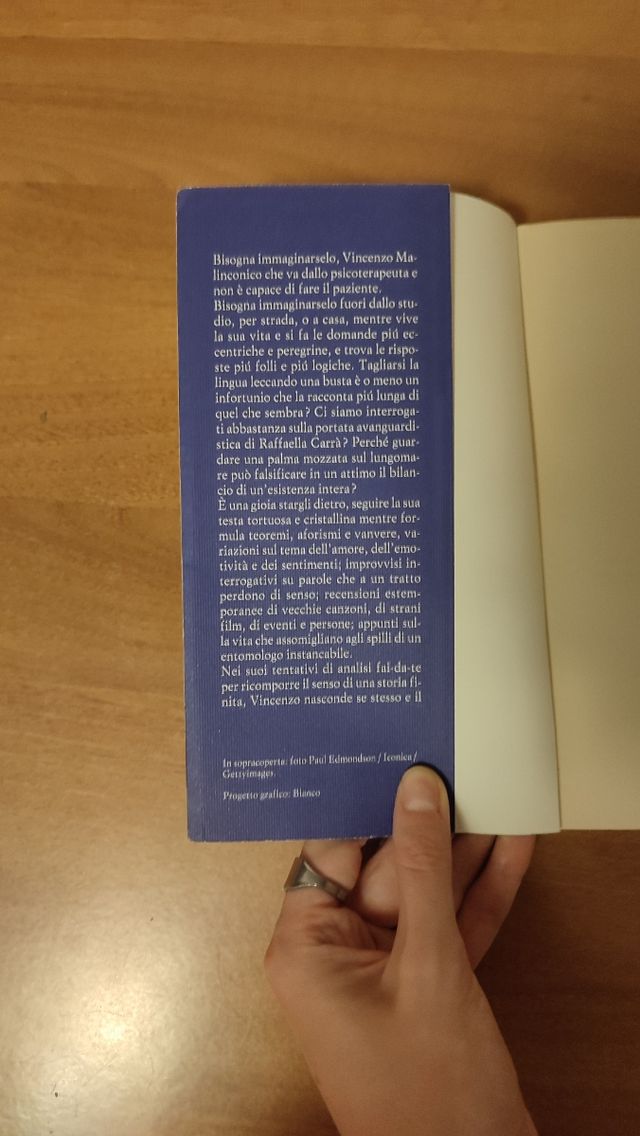 Bisogna immaginarselo, Vincenzo Ma-
linconico che va dallo psicoterapeuta e
non è capace di fare il paziente.
Bisogna immaginarselo fuori dallo stu-
dio, per strada, o a casa, mentre vive
la sua vita e si fa le domande piú ec-
centriche e peregrine, e trova le rispo-
ste piú folli e piú logiche. Tagliarsi la
lingua leccando una busta è o meno un
infortunio che la racconta piú lunga di
quel che sembra? Ci siamo interroga-
ti abbastanza sulla portata avanguardi-
stica di Raffaella Carrà? Perché guar-
dare una palma mozzata sul lungoma-
re può falsificare in un attimo il bilan-
cio di un'esistenza intera?
È una gioia stargli dietro, seguire la sua
testa tortuosa e cristallina mentre for-
mula teoremi, aforismi e vanvere, va-
riazioni sul tema dell'amore, dell'emo-
tività e dei sentimenti; improvvisi in-
terrogativi su parole che a un tratto
perdono di senso; recensioni estem-
poranee di vecchie canzoni, di strani
film, di eventi e persone; appunti sul-
la vita che assomigliano agli spilli di un
entomologo instancabile.
Nei suoi tentativi di analisi fai-da-te
per ricomporre il senso di una storia fi-
nita, Vincenzo nasconde se stesso e il
In sopracoperta: foto Paul Edmondson / Iconica /
Gettyimages.
Progetto grafico: Bianco